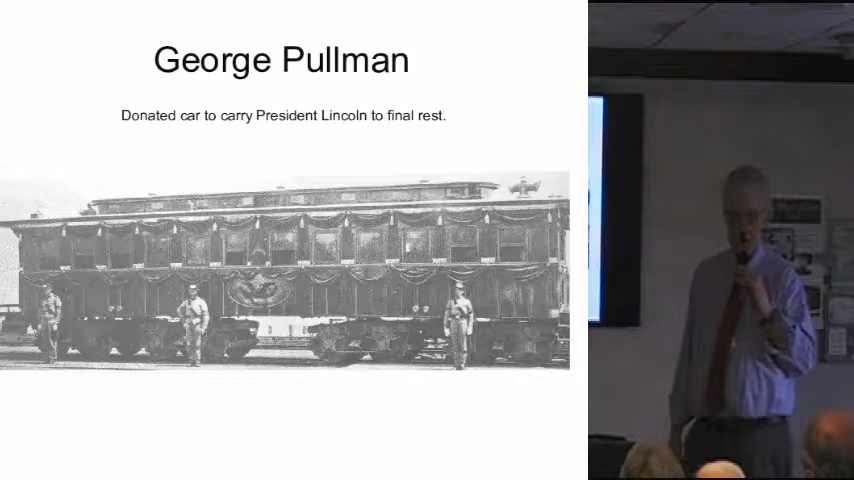 George Pullman
Donated car to carry President Lincoln to final rest.